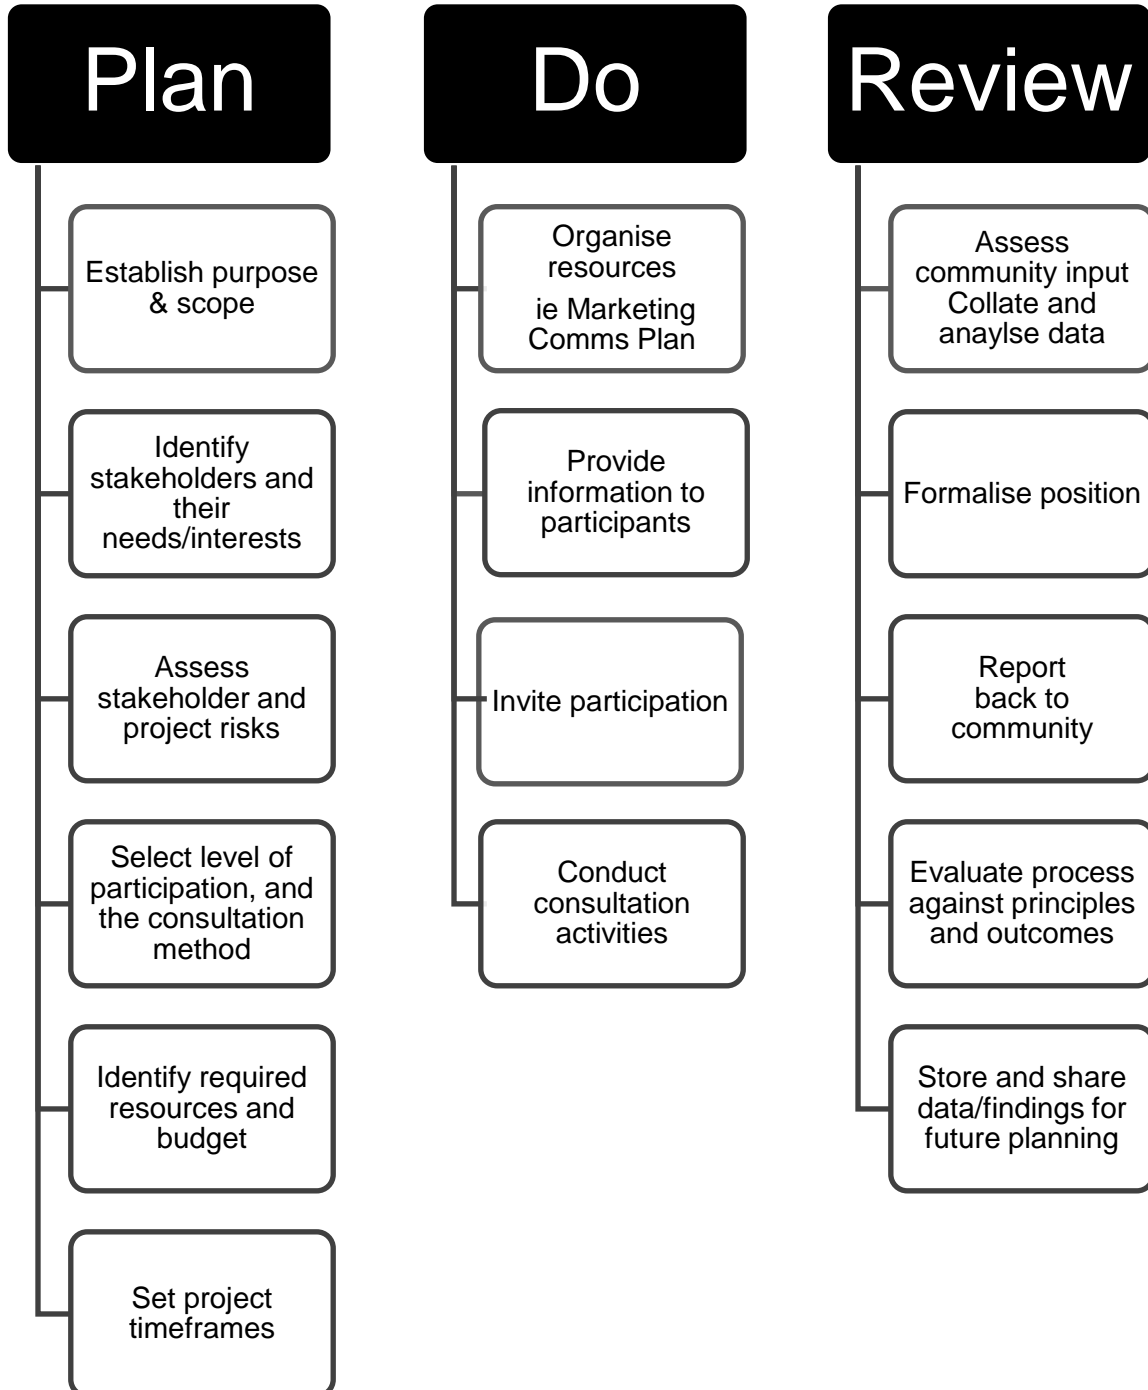 Plan
Establish purpose
& scope
Identify
stakeholders and
their
needs/interests
Assess
stakeholder and
project risks
Select level of
participation, and
the consultation
method
Identify required
resources and
budget
Set project
timeframes
Do
Organise
resources
ie Marketing
Comms Plan
Provide
information to
participants
Invite participation
Conduct
consultation
activities
Review
Assess
community input
Collate and
anaylse data
Formalise position
Report
back to
community
Evaluate process
against principles
and outcomes
Store and share
data/findings for
future planning